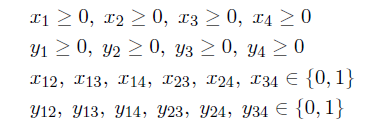 x₁ ≥ 0, x₂ ≥ 0, x₃ ≥ 0, x₄ ≥ 0
y₁ ≥ 0, y₂ ≥ 0, y₃ ≥ 0, y₄ ≥ 0
x₁₂, x₁₃, x₁₄, x₂₃, x₂₄, x₃₄ ∈ {0, 1}
y₁₂, y₁₃, y₁₄, y₂₃, y₂₄, y₃₄ ∈ {0, 1}